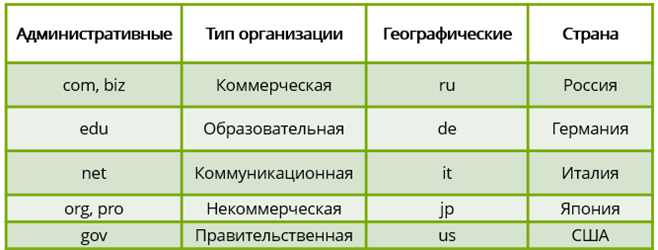 Административные Тип организации Географические Страна
com, biz Коммерческая ru Россия
edu Образовательная de Германия
net Коммуникационная it Италия
org, pro Некоммерческая jp Япония
gov Правительственная us США